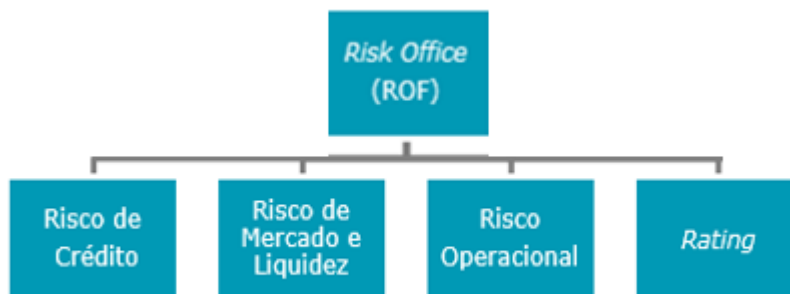 Risk Office
(ROF)
Risco de
Crédito
Risco de
Mercado e
Liquidez
Risco
Operacional
Rating